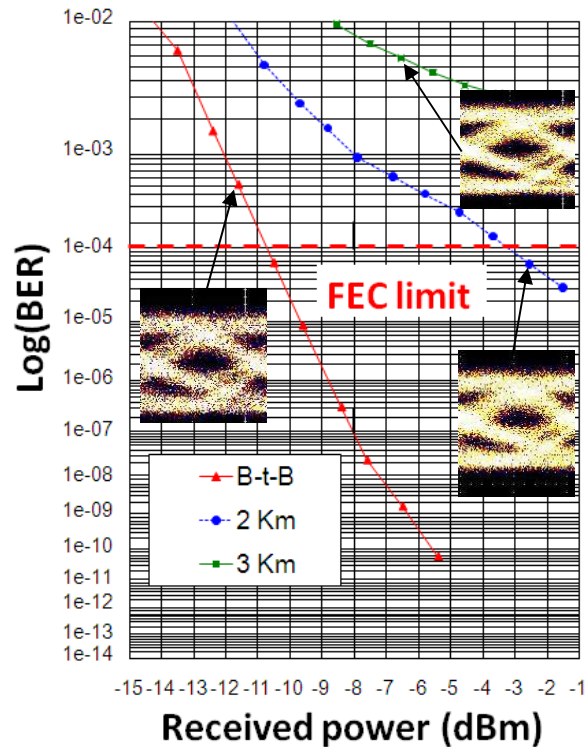 1e-02
1e-03
1e-04
1e-05
1e-06
1e-07
1e-08
1e-09
1e-10
1e-11
1e-12
1e-13
1e-14
Log(BER)
FEC limit
B-t-B
2 Km
3 Km
-15 -14 -13 -12 -11 -10 -9 -8 -7 -6 -5 -4 -3 -2 -1
Received power (dBm)